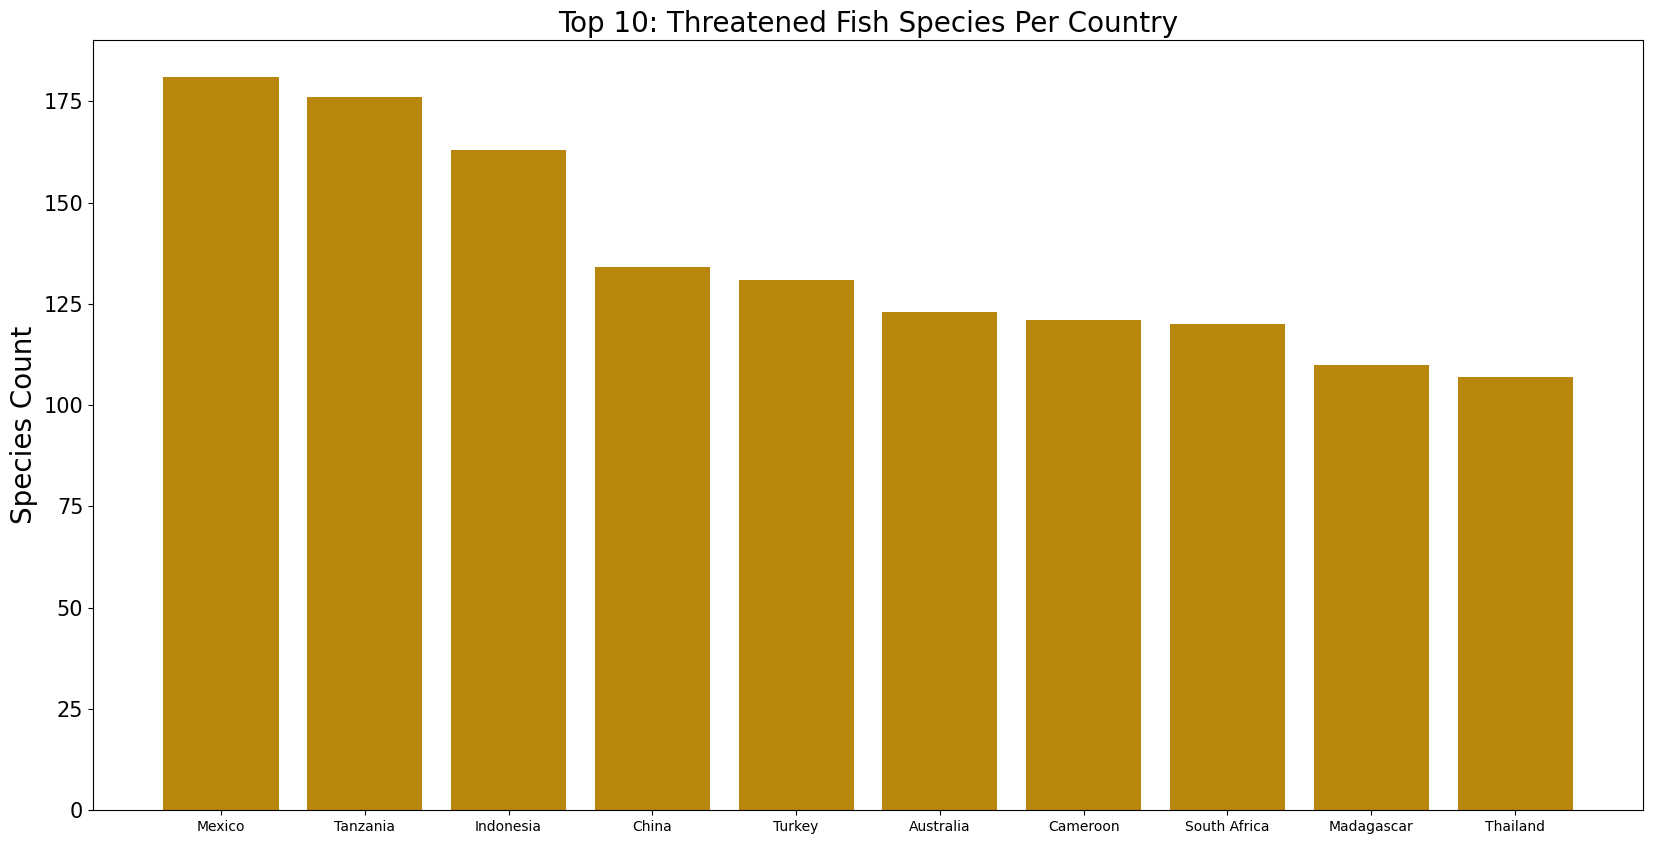 Top 10: Threatened Fish Species Per Country
Species Count
175
150
125
100
75
50
25
0
Mexico Tanzania Indonesia China Turkey Australia Cameroon South Africa Madagascar Thailand